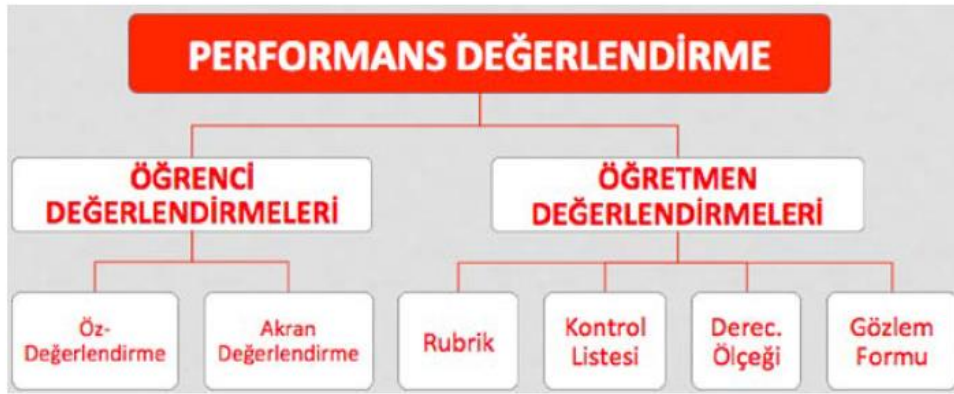 PERFORMANS DEĞERLENDİRME
ÖĞRENCİ
DEĞERLENDİRMELERİ
ÖĞRETMEN
DEĞERLENDİRMELERİ
Öz-
Değerlendirme
Akran
Değerlendirme
Rubrik
Kontrol
Listesi
Derec.
Ölçeği
Gözlem
Formu